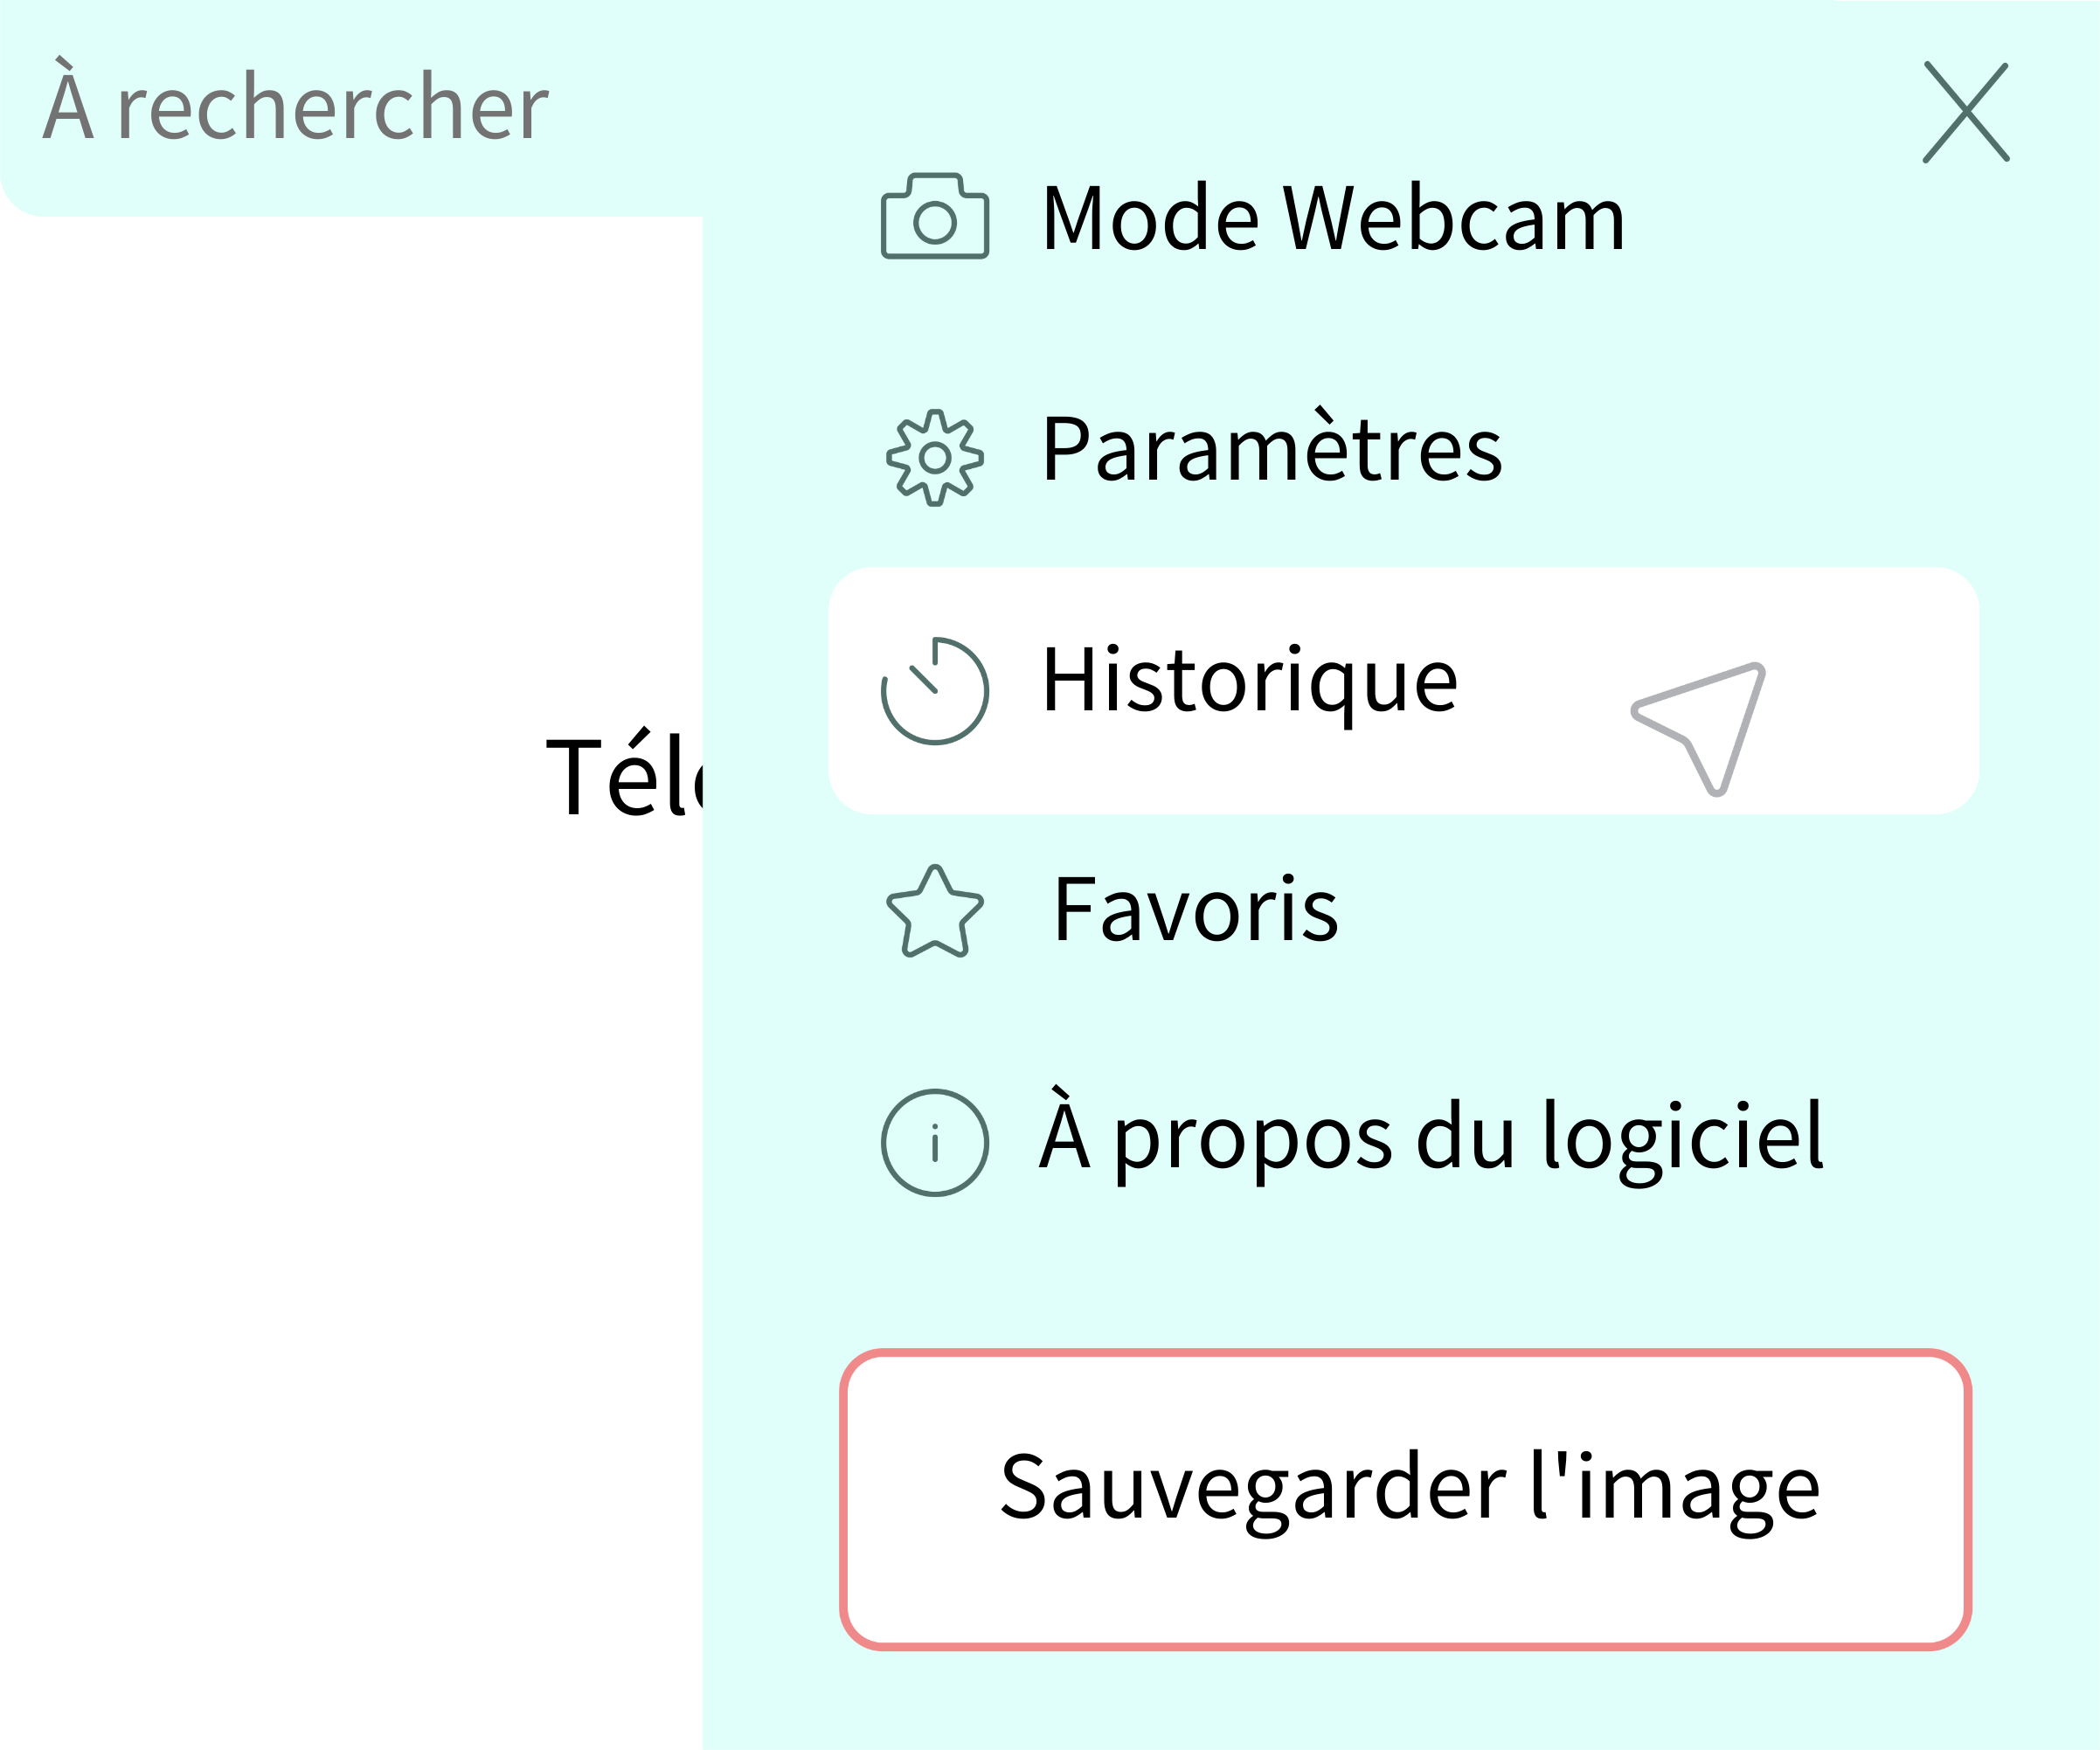 À rechercher
Mode Webcam
Paramètres
Historique
Favoris
À propos du logiciel
Sauvegarder l'image